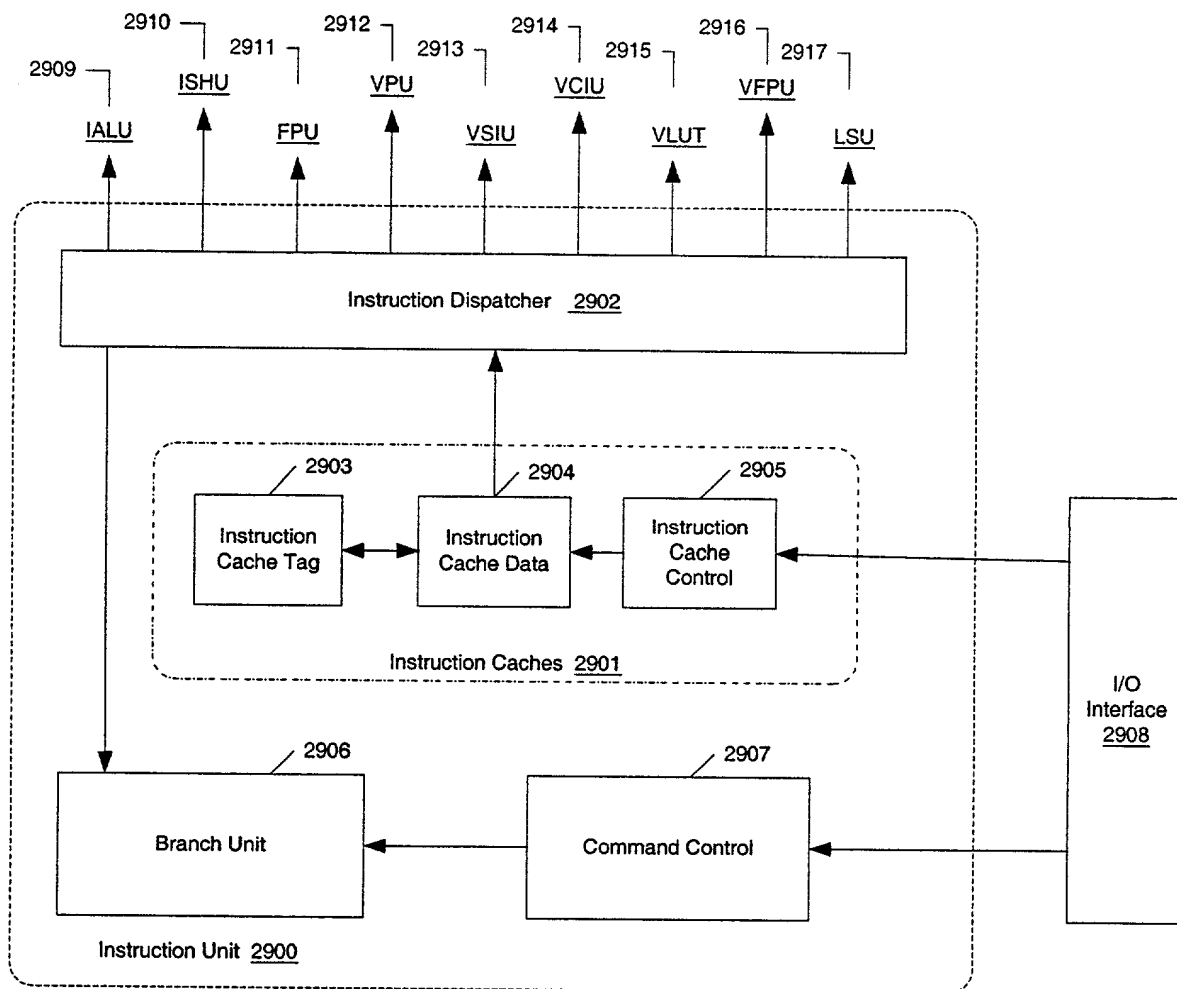 2909
2910
2911
2912
2913
2914
2915
2916
2917
IALU
ISHU
FPU
VPU
VSIU
VCIU
VLUT
VFPU
LSU
Instruction Dispatcher 2902
2903
2904
2905
Instruction
Cache Tag
Instruction
Cache Data
Instruction
Cache
Control
Instruction Caches 2901
I/O
Interface
2908
2906
2907
Branch Unit
Command Control
Instruction Unit 2900